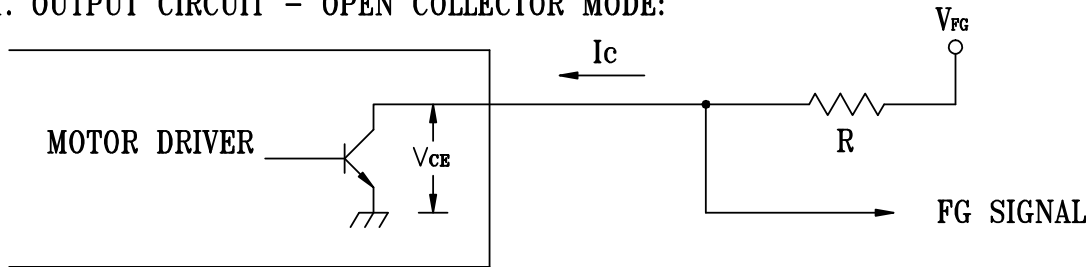 OUTPUT CIRCUIT - OPEN COLLECTOR MODE:
VFG
Ic
MOTOR DRIVER
VCE
R
FG SIGNAL